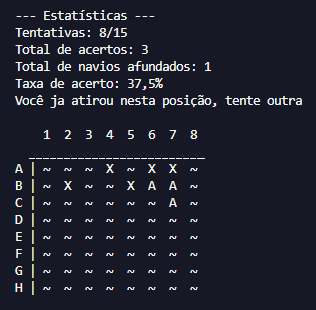 --- Estatísticas ---
Tentativas: 8/15
Total de acertos: 3
Total de navios afundados: 1
Taxa de acerto: 37,5%
Você ja atirou nesta posição, tente outra
1 2 3 4 5 6 7 8
_________________________
A | ~ ~ ~ X ~ X X ~
B | ~ X ~ ~ X A A ~
C | ~ ~ ~ ~ ~ ~ A ~
D | ~ ~ ~ ~ ~ ~ ~ ~
E | ~ ~ ~ ~ ~ ~ ~ ~
F | ~ ~ ~ ~ ~ ~ ~ ~
G | ~ ~ ~ ~ ~ ~ ~ ~
H | ~ ~ ~ ~ ~ ~ ~ ~